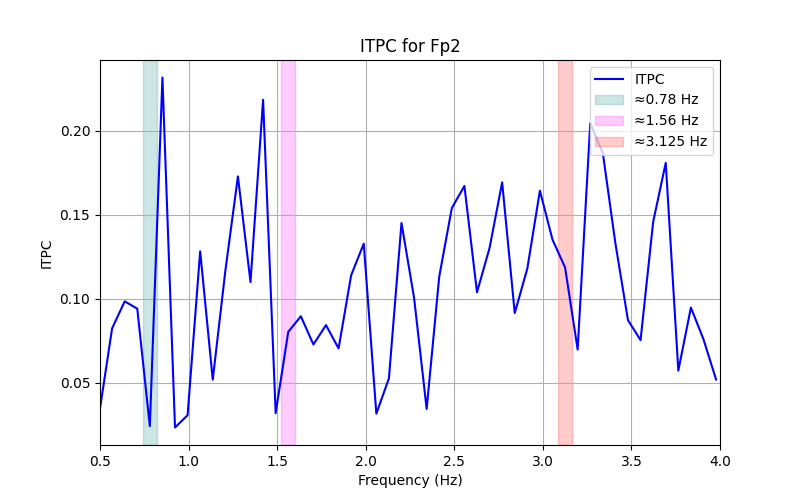 ITPC for Fp2
ITPC
≈0.78 Hz
≈1.56 Hz
≈3.125 Hz
0.20
0.15
0.10
0.05
ITPC
0.5 1.0 1.5 2.0 2.5 3.0 3.5 4.0
Frequency (Hz)